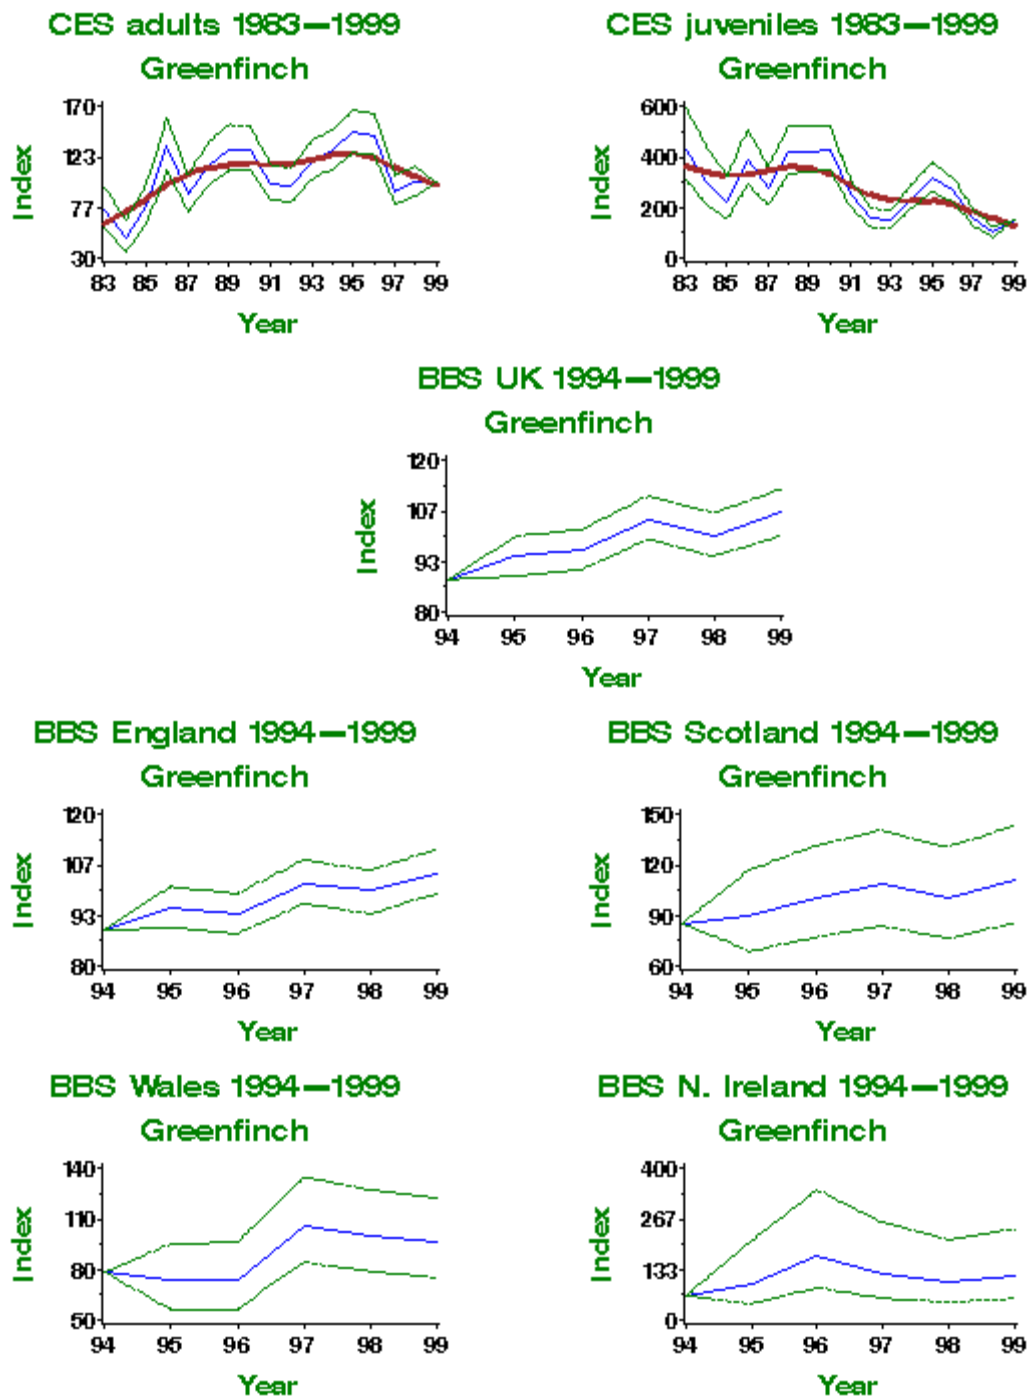 CES adults 1983—1999
Greenfinch
Index
170
123
77
30
83 85 87 89 91 93 95 97 99
Year
CES juveniles 1983—1999
Greenfinch
Index
600
400
200
0
83 85 87 89 91 93 95 97 99
Year
BBS UK 1994—1999
Greenfinch
Index
120
107
93
80
94 95 96 97 98 99
Year
BBS England 1994—1999
Greenfinch
Index
120
107
93
80
94 95 96 97 98 99
Year
BBS Scotland 1994—1999
Greenfinch
Index
150
120
90
60
94 95 96 97 98 99
Year
BBS Wales 1994—1999
Greenfinch
Index
140
110
80
50
94 95 96 97 98 99
Year
BBS N. Ireland 1994—1999
Greenfinch
Index
400
267
133
0
94 95 96 97 98 99
Year